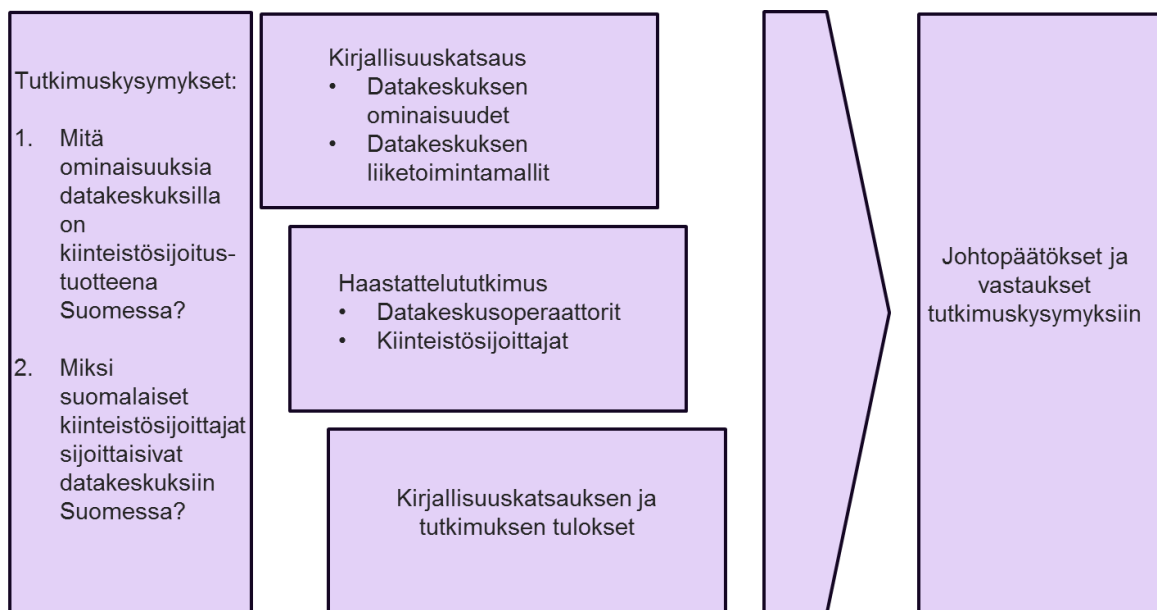 Tutkimuskysymykset:
1. Mitä
ominaisuuksia
datakeskuksilla
on
kiinteistösijoitus-
tuotteena
Suomessa?
2. Miksi
suomalaiset
kiinteistösijoittajat
sijoittaisivat
datakeskuksiin
Suomessa?
Kirjallisuuskatsaus
• Datakeskuksen
ominaisuudet
• Datakeskuksen
liiketoimintamallit
Haastattelututkimus
• Datakeskusoperaattorit
• Kiinteistösijoittajat
Kirjallisuuskatsauksen ja
tutkimuksen tulokset
Johtopäätökset ja
vastaukset
tutkimuskysymyksiin